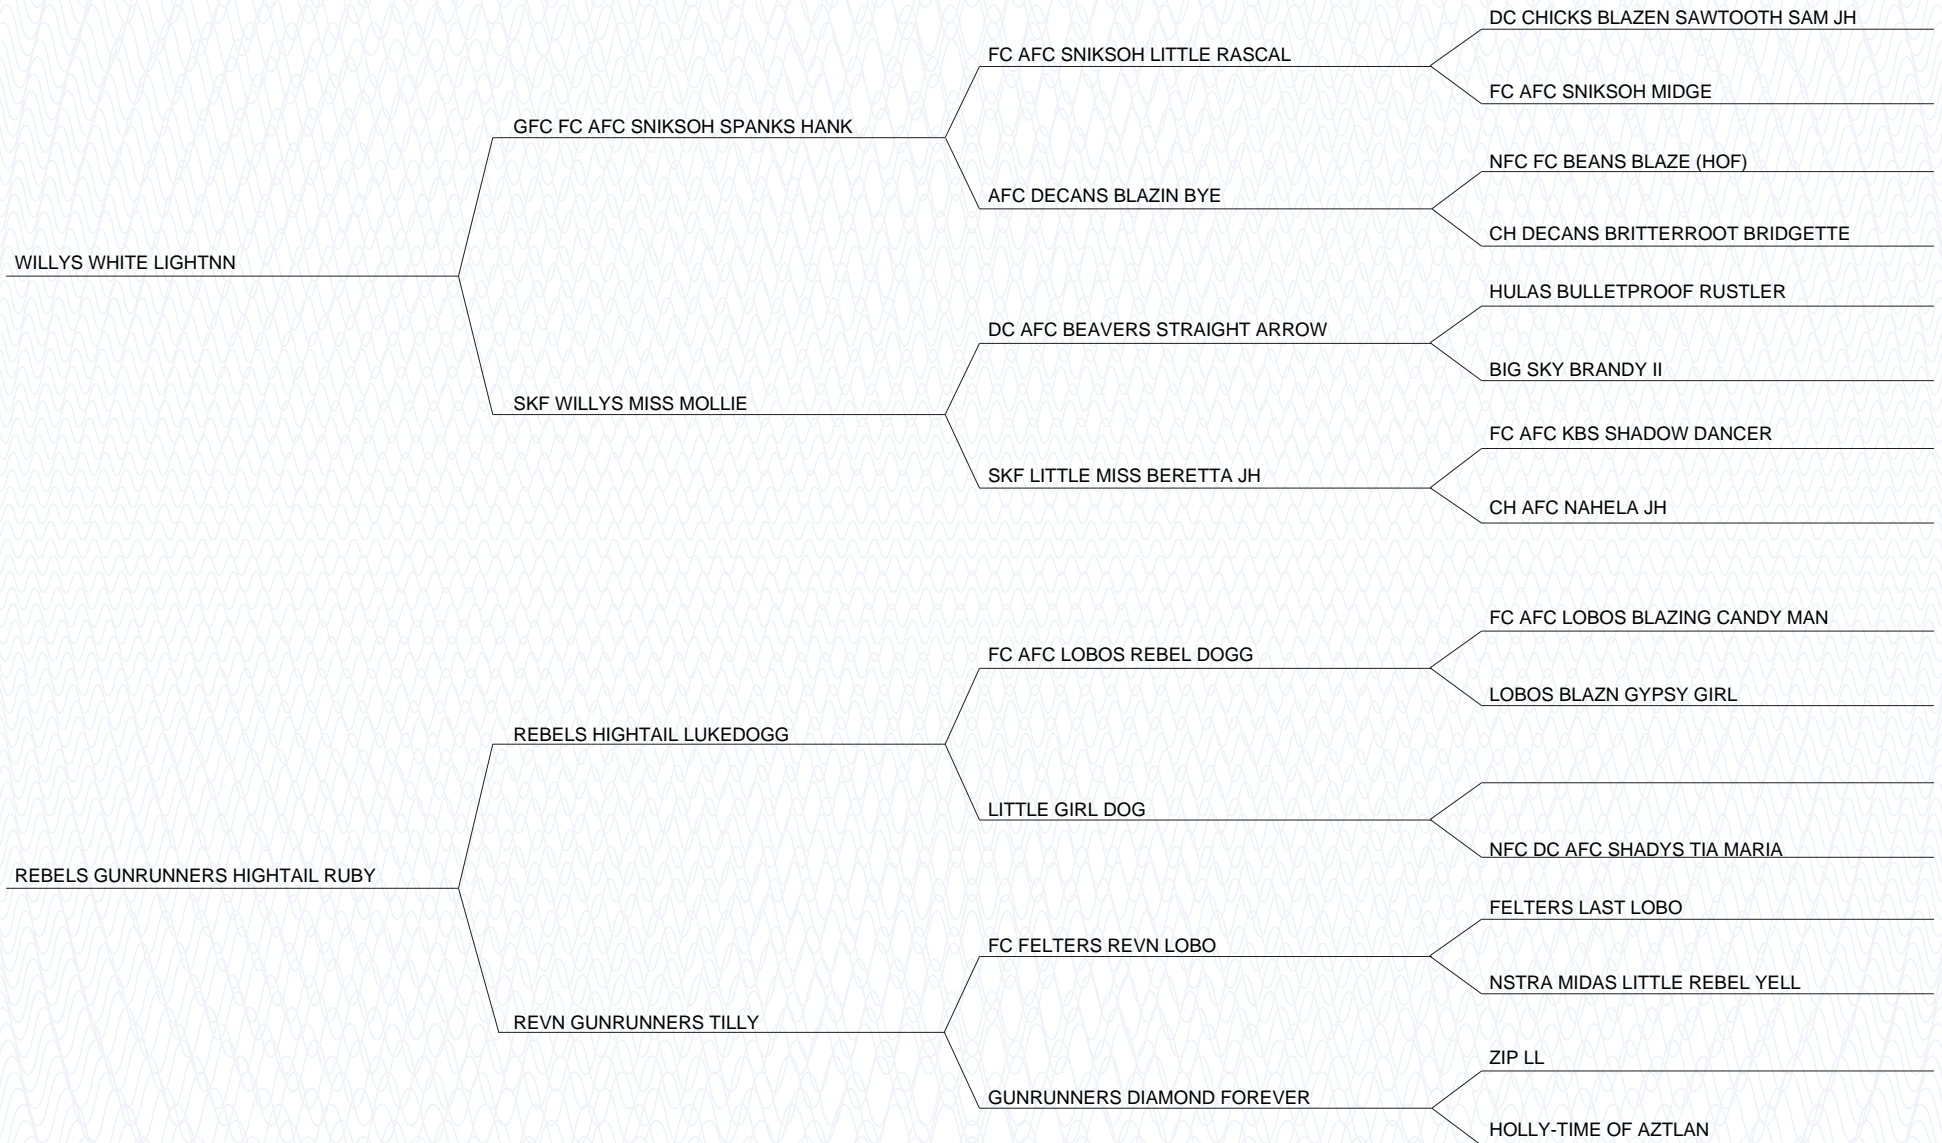 DC CHICKS BLAZEN SAWTOOTH SAM JH
FC AFC SNIKSOH LITTLE RASCAL
FC AFC SNIKSOH MIDGE
GFC FC AFC SNIKSOH SPANKS HANK
NFC FC BEANS BLAZE (HOF)
AFC DECANS BLAZIN BYE
CH DECANS BRITTERROOT BRIDGETTE
WILLYS WHITE LIGHTNN
HULAS BULLETPROOF RUSTLER
DC AFC BEAVERS STRAIGHT ARROW
BIG SKY BRANDY II
SKF WILLYS MISS MOLLIE
FC AFC KBS SHADOW DANCER
SKF LITTLE MISS BERETTA JH
CH AFC NAHELA JH
FC AFC LOBOS BLAZING CANDY MAN
FC AFC LOBOS REBEL DOGG
LOBOS BLAZN GYPSY GIRL
REBELS HIGHTAIL LUKEDOGG
LITTLE GIRL DOG
NFC DC AFC SHADYS TIA MARIA
REBELS GUNRUNNERS HIGHTAIL RUBY
FELTERS LAST LOBO
FC FELTERS REVN LOBO
NSTRA MIDAS LITTLE REBEL YELL
REVN GUNRUNNERS TILLY
ZIP LL
GUNRUNNERS DIAMOND FOREVER
HOLLY-TIME OF AZTLAN